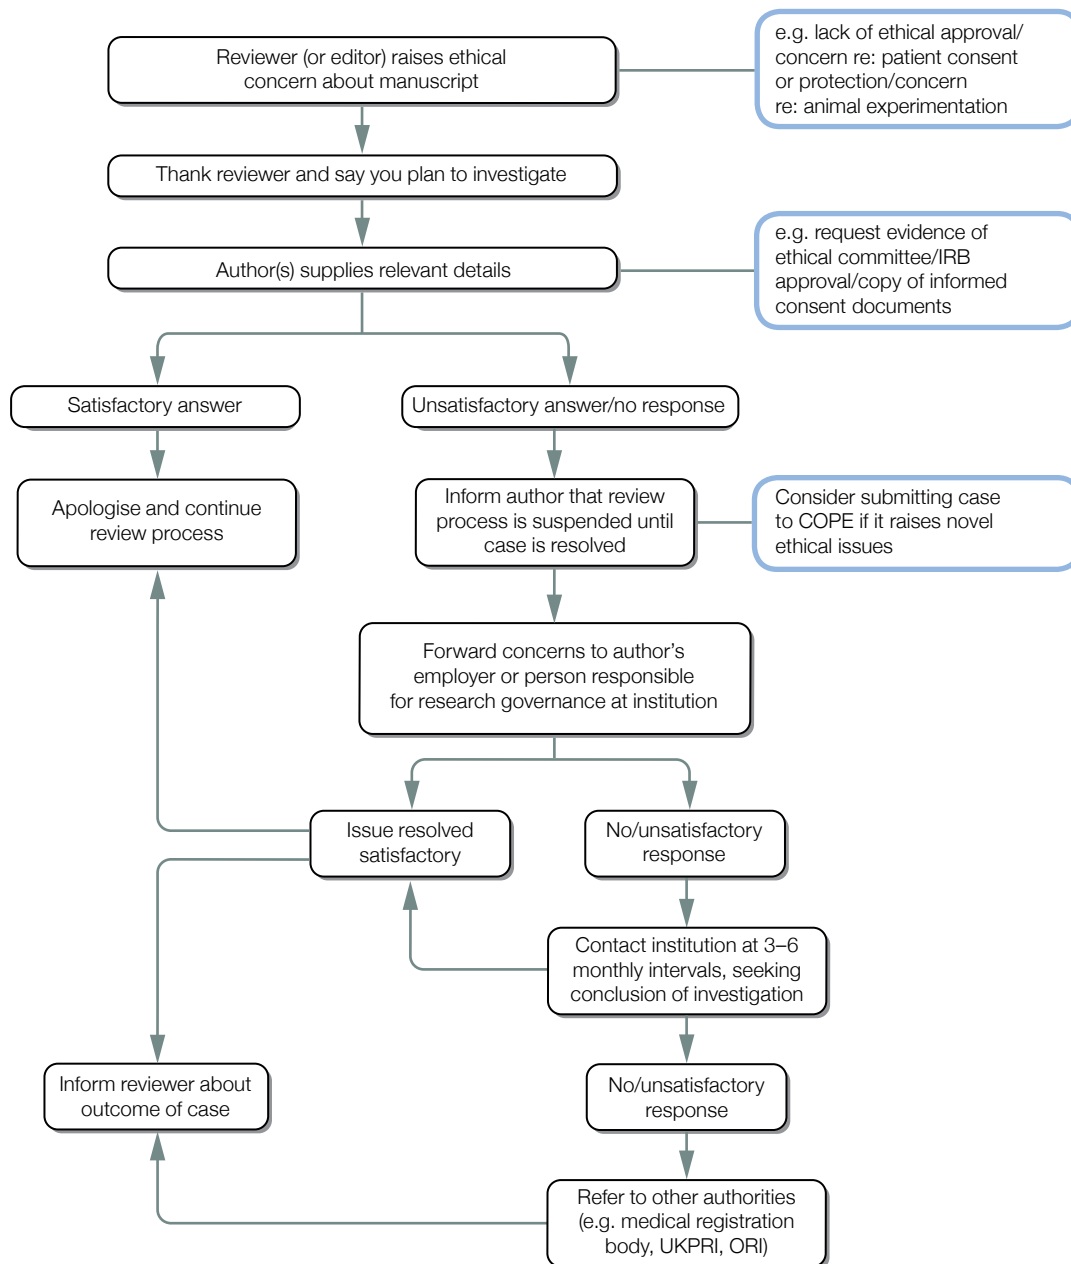 Reviewer (or editor) raises ethical
concern about manuscript
e.g. lack of ethical approval/
concern re: patient consent
or protection/concern
re: animal experimentation
Thank reviewer and say you plan to investigate
Author(s) supplies relevant details
e.g. request evidence of
ethical committee/IRB
approval/copy of informed
consent documents
Satisfactory answer
Unsatisfactory answer/no response
Apologise and continue
review process
Inform author that review
process is suspended until
case is resolved
Consider submitting case
to COPE if it raises novel
ethical issues
Forward concerns to author’s
employer or person responsible
for research governance at institution
Issue resolved
satisfactory
No/unsatisfactory
response
Contact institution at 3–6
monthly intervals, seeking
conclusion of investigation
Inform reviewer about
outcome of case
No/unsatisfactory
response
Refer to other authorities
(e.g. medical registration
body, UKPRI, ORI)